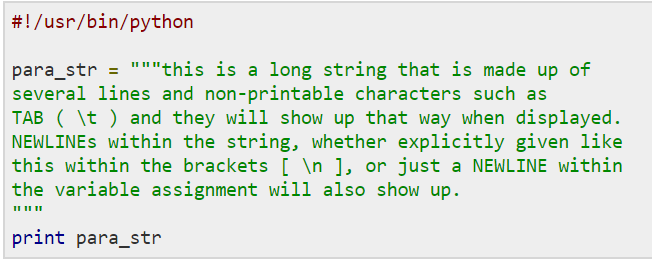 #!/usr/bin/python
para_str = """this is a long string that is made up of
several lines and non-printable characters such as
TAB ( \t ) and they will show up that way when displayed.
NEWLINEs within the string, whether explicitly given like
this within the brackets [ \n ], or just a NEWLINE within
the variable assignment will also show up.
"""
print para_str